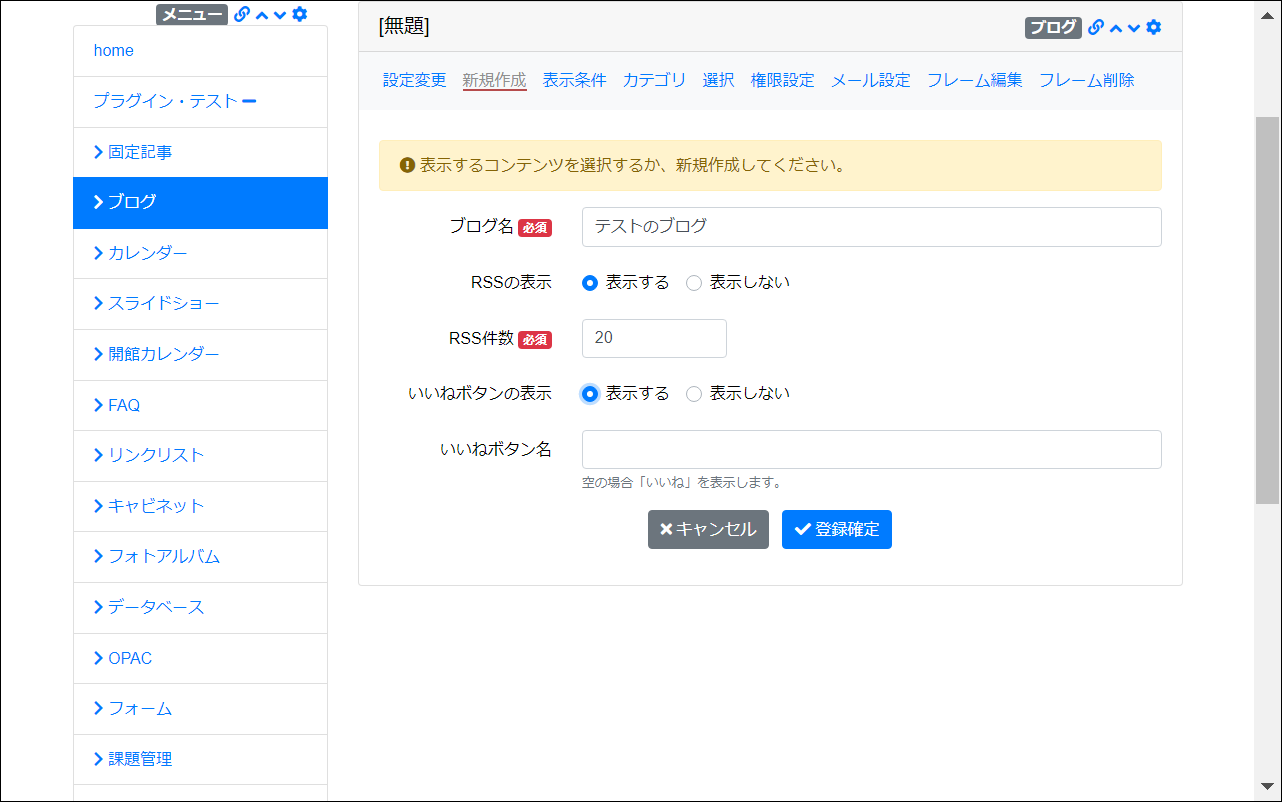 メニュー
home
プラグイン・テスト
固定記事
ブログ
カレンダー
スライドショー
開館カレンダー
FAQ
リンクリスト
キャビネット
フォトアルバム
データベース
OPAC
フォーム
課題管理
[無題]
ブログ
設定変更 新規作成 表示条件 カテゴリ 選択 権限設定 メール設定 フレーム編集 フレーム削除
表示するコンテンツを選択するか、新規作成してください。
ブログ名 必須 テストのブログ
RSSの表示 表示する 表示しない
RSS件数 必須 20
いいねボタンの表示 表示する 表示しない
いいねボタン名
空の場合「いいね」を表示します。
キャンセル 登録確定